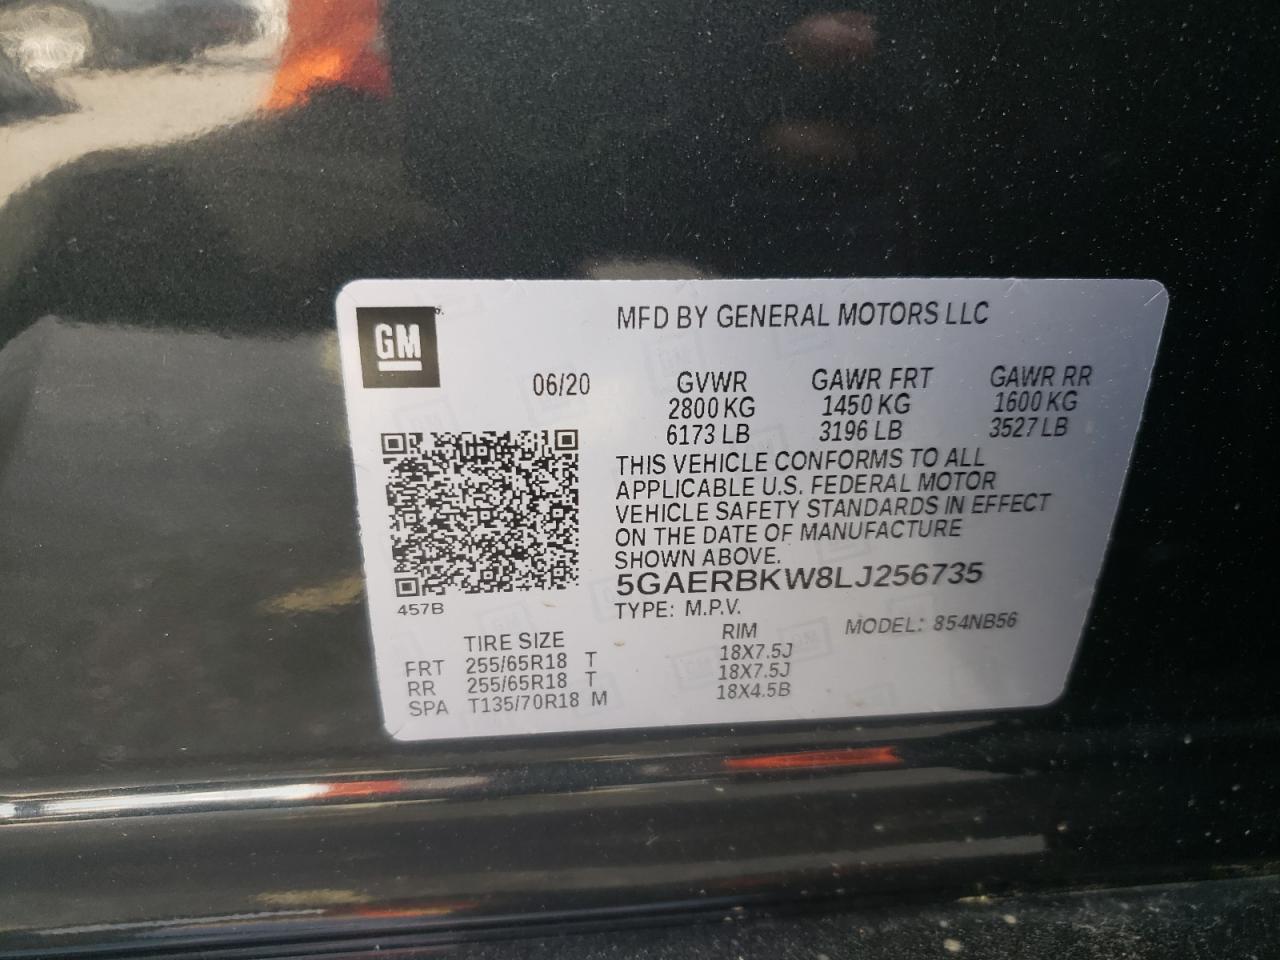 GM
MFD BY GENERAL MOTORS LLC
06/20 GVWR GAWR FRT GAWR RR
2800 KG 1450 KG 1600 KG
6173 LB 3196 LB 3527 LB
THIS VEHICLE CONFORMS TO ALL
APPLICABLE U.S. FEDERAL MOTOR
VEHICLE SAFETY STANDARDS IN EFFECT
ON THE DATE OF MANUFACTURE
SHOWN ABOVE.
5GAERBKW8LJ256735
457B
TYPE: M.P.V.
MODEL: 854NB56
TIRE SIZE RIM
FRT 255/65R18 T 18X7.5J
RR 255/65R18 T 18X7.5J
SPA T135/70R18 M 18X4.5B